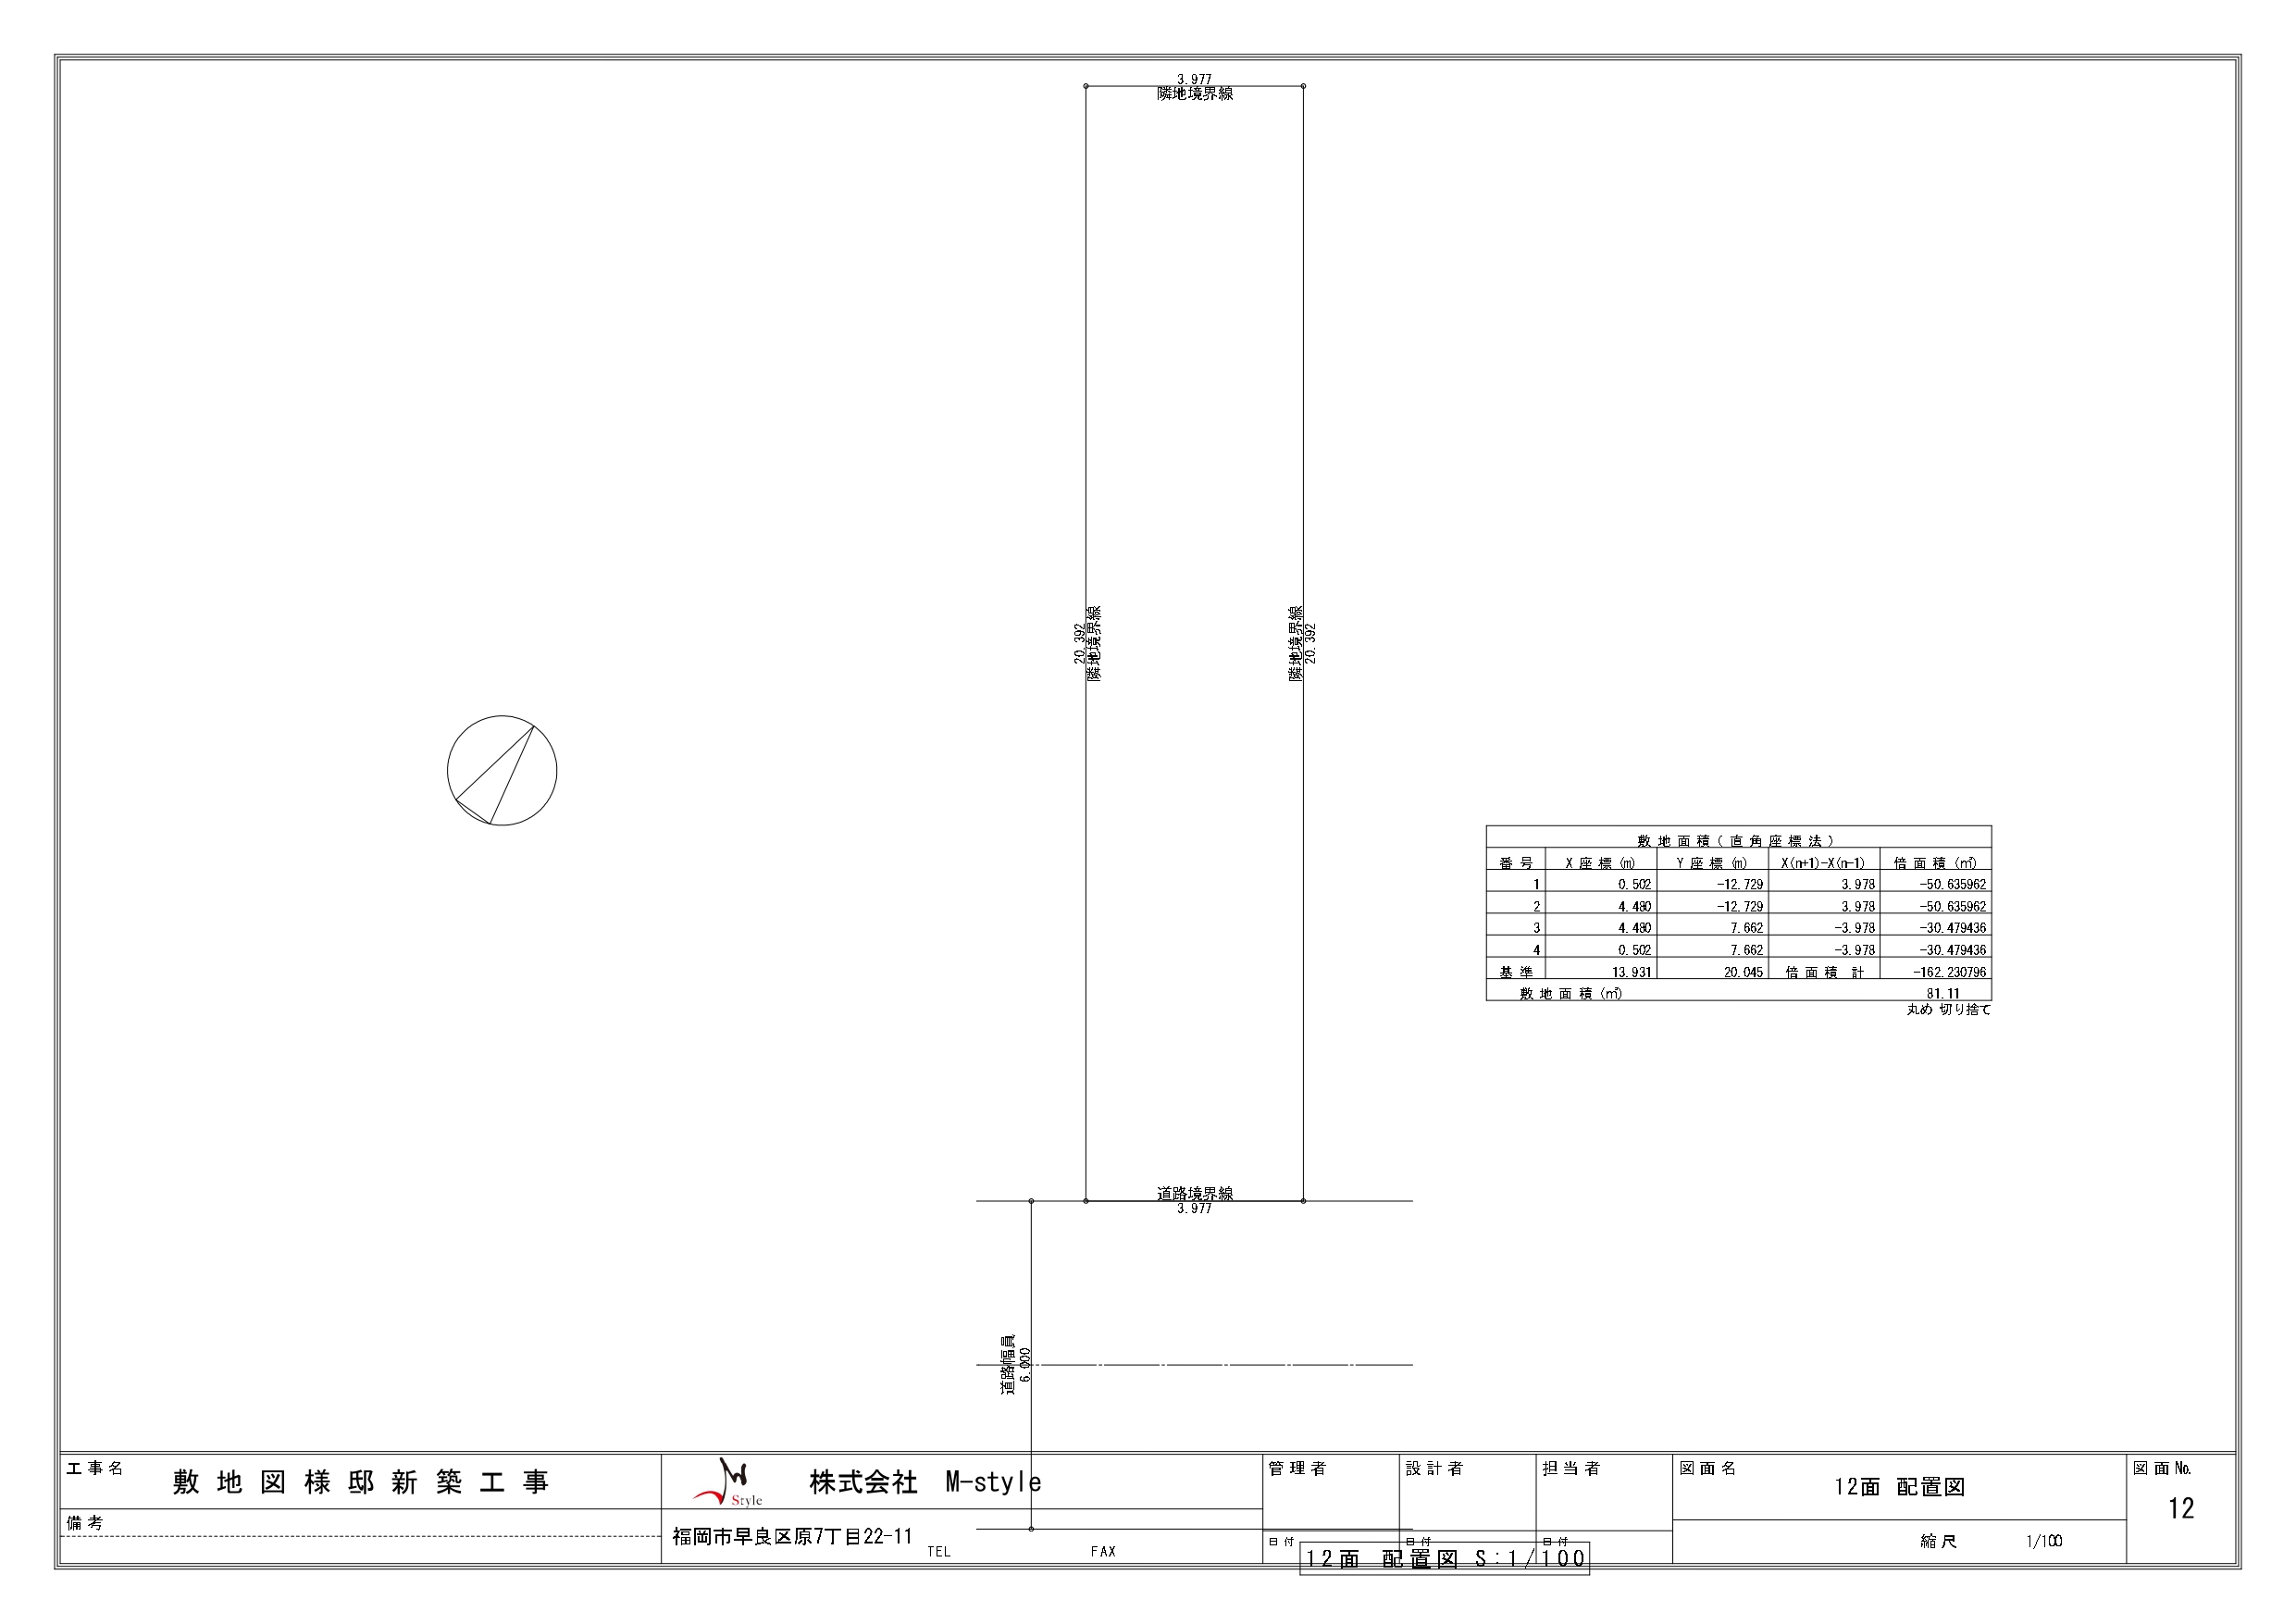 3.977
隣地境界線
20.392
隣地境界線
隣地境界線
20.392
敷地面積(直角座標法)
番号 X座標(m) Y座標(m) X(n+1)-X(n-1) 倍面積(㎡)
1 0.502 -12.729 3.978 -50.635962
2 4.480 -12.729 3.978 -50.635962
3 4.480 7.662 -3.978 -30.479436
4 0.502 7.662 -3.978 -30.479436
基準 13.931 20.045 倍面積 計 -162.230796
敷地面積(㎡) 81.11
丸め 切り捨て
道路境界線
3.977
道路幅員
6.000
工事名 敷地図様邸新築工事
備考
Style 株式会社 M-style
福岡市早良区原7丁目22-11 TEL FAX
管理者 設計者 担当者
日付 日付 日付
12面 配置図 S:1/100
図面名 12面 配置図
縮尺 1/100
図面No. 12